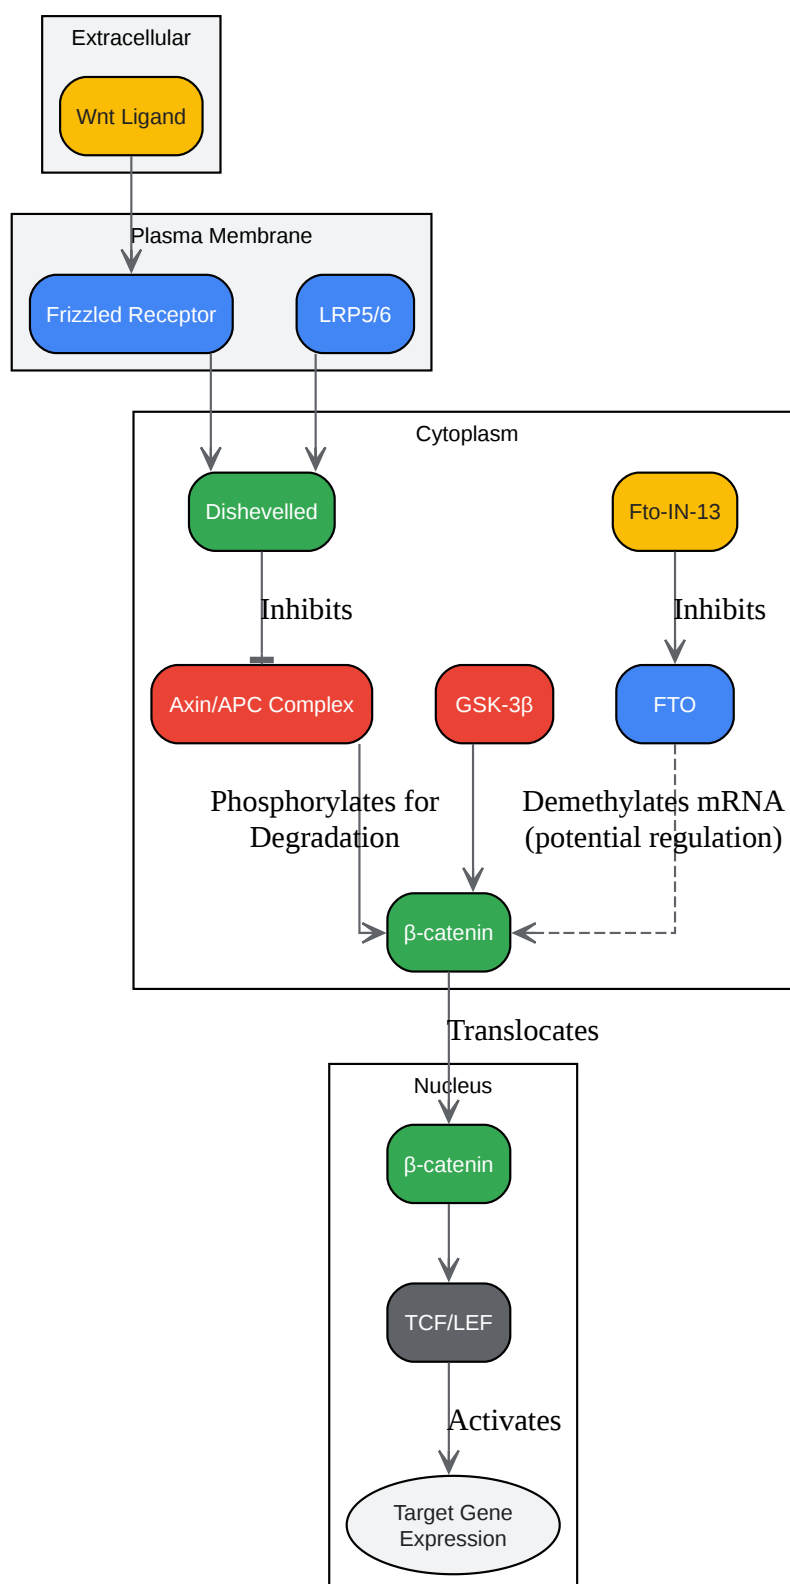 Extracellular
Wnt Ligand
Plasma Membrane
Frizzled Receptor
LRP5/6
Cytoplasm
Dishevelled
Fto-IN-13
Inhibits
Inhibits
Axin/APC Complex
GSK-3β
FTO
Phosphorylates for
Degradation
Demethylates mRNA
(potential regulation)
β-catenin
Translocates
Nucleus
β-catenin
TCF/LEF
Activates
Target Gene
Expression